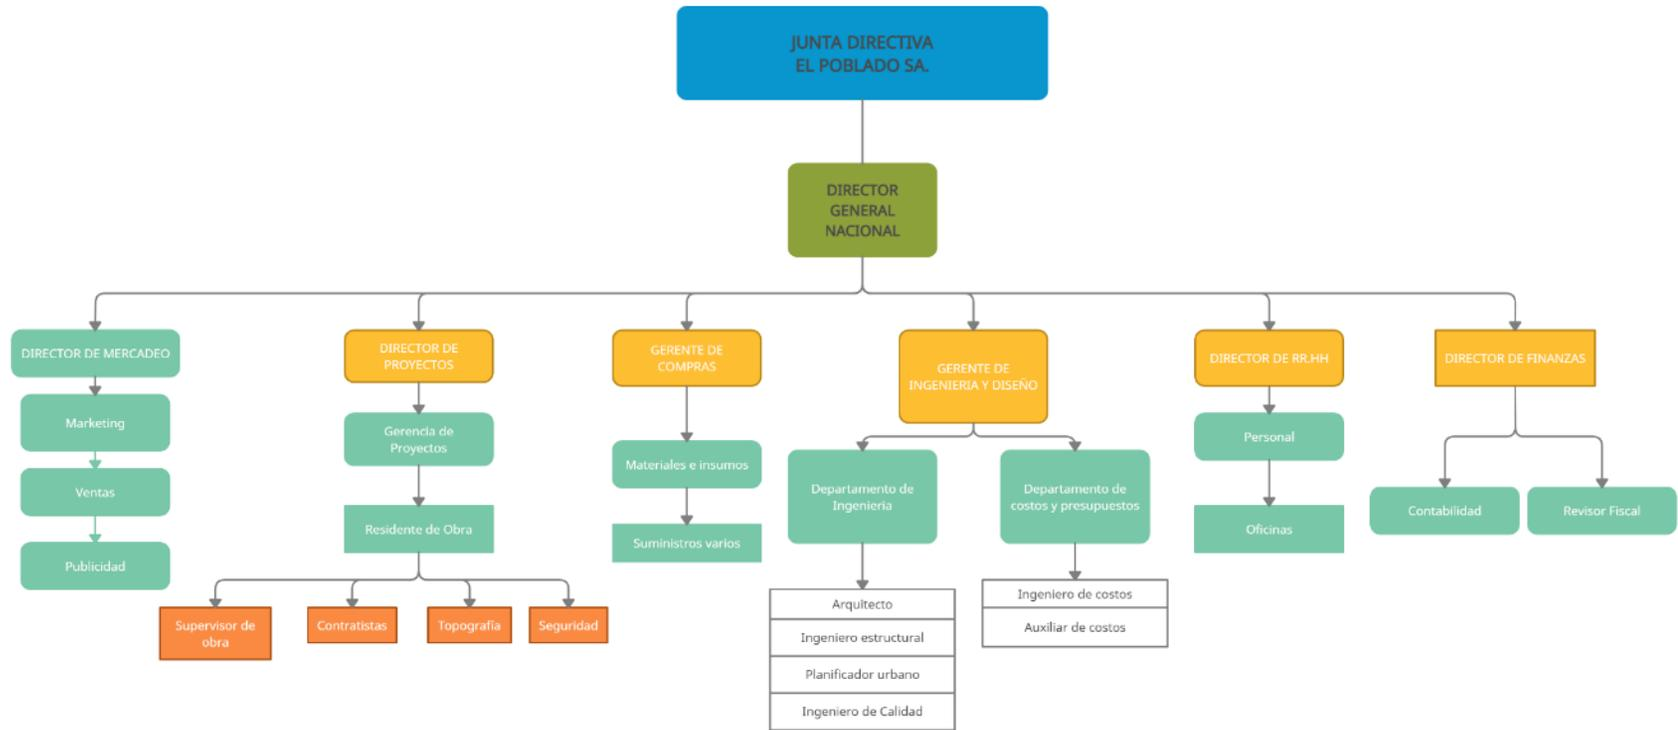 JUNTA DIRECTIVA
EL POBLADO SA.
DIRECTOR
GENERAL
NACIONAL
DIRECTOR DE MERCADEO
Marketing
Ventas
Publicidad
DIRECTOR DE
PROYECTOS
Gerencia de
Proyectos
Residente de Obra
Supervisor de
obra
Contratistas
Topografía
Seguridad
GERENTE DE
COMPRAS
Materiales e insumos
Suministros varios
GERENTE DE
INGENIERIA Y DISEÑO
Departamento de
Ingenieria
Arquitecto
Ingeniero estructural
Planificador urbano
Ingeniero de Calidad
Departamento de
costos y presupuestos
Ingeniero de costos
Auxiliar de costos
DIRECTOR DE RR.HH
Personal
Oficinas
DIRECTOR DE FINANZAS
Contabilidad
Revisor Fiscal